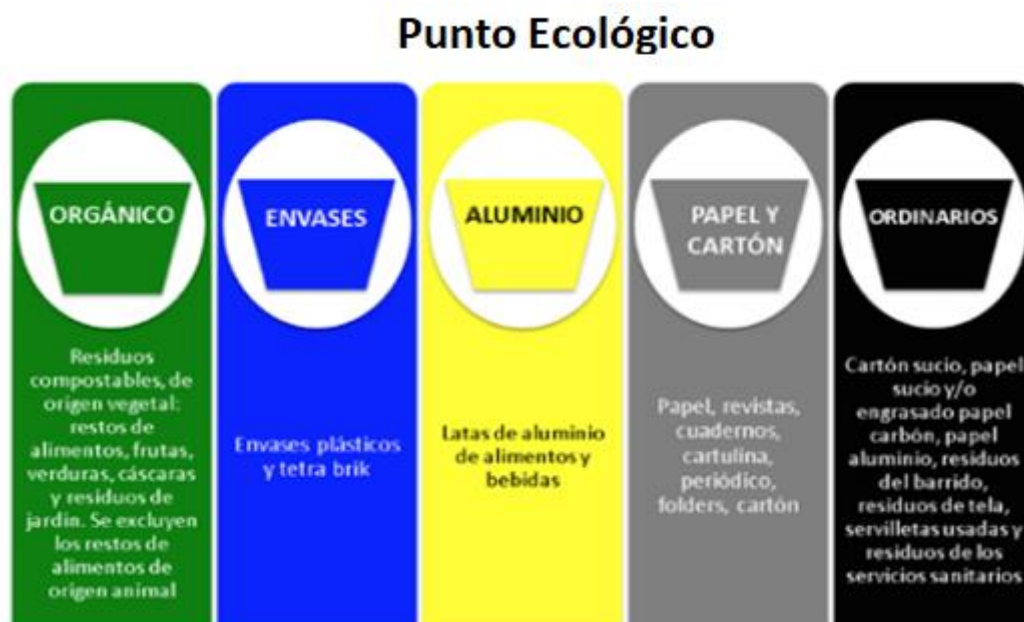 Punto Ecológico
ORGÁNICO
Residuos
compostables, de
origen vegetal:
restos de
alimentos, frutas,
verduras, cáscaras
y residuos de
jardín. Se excluyen
los restos de
alimentos de
origen animal
ENVASES
Envases plásticos
y tetra brik
ALUMINIO
Latas de aluminio
de alimentos y
bebidas
PAPEL Y
CARTÓN
Papel, revistas,
cuadernos,
cartulina,
periódico,
folders, cartón
ORDINARIOS
Cartón sucio, papel
sucio y/o
engrasado papel
carbón, papel
aluminio, residuos
del barrido,
residuos de tela,
servilletas usadas y
residuos de los
servicios sanitarios